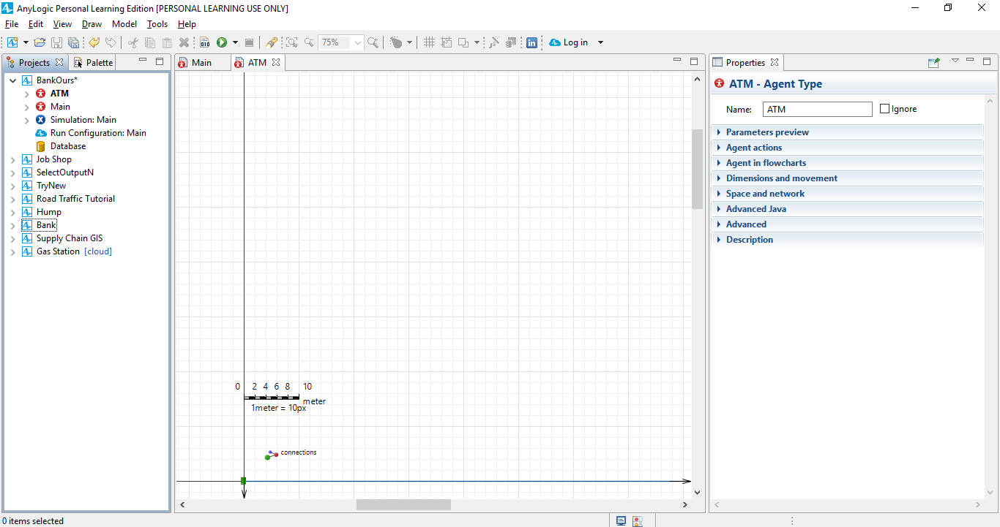 AnyLogic Personal Learning Edition [PERSONAL LEARNING USE ONLY]
File Edit View Draw Model Tools Help
75% Log in
Projects Palette
BankOurs*
ATM
Main
Simulation: Main
Run Configuration: Main
Database
Job Shop
SelectOutputN
TryNew
Road Traffic Tutorial
Hump
Bank
Supply Chain GIS
Gas Station [cloud]
Main ATM
0 2 4 6 8 10
meter
1meter = 10px
connections
Properties
ATM - Agent Type
Name: ATM Ignore
Parameters preview
Agent actions
Agent in flowcharts
Dimensions and movement
Space and network
Advanced Java
Advanced
Description
0 items selected